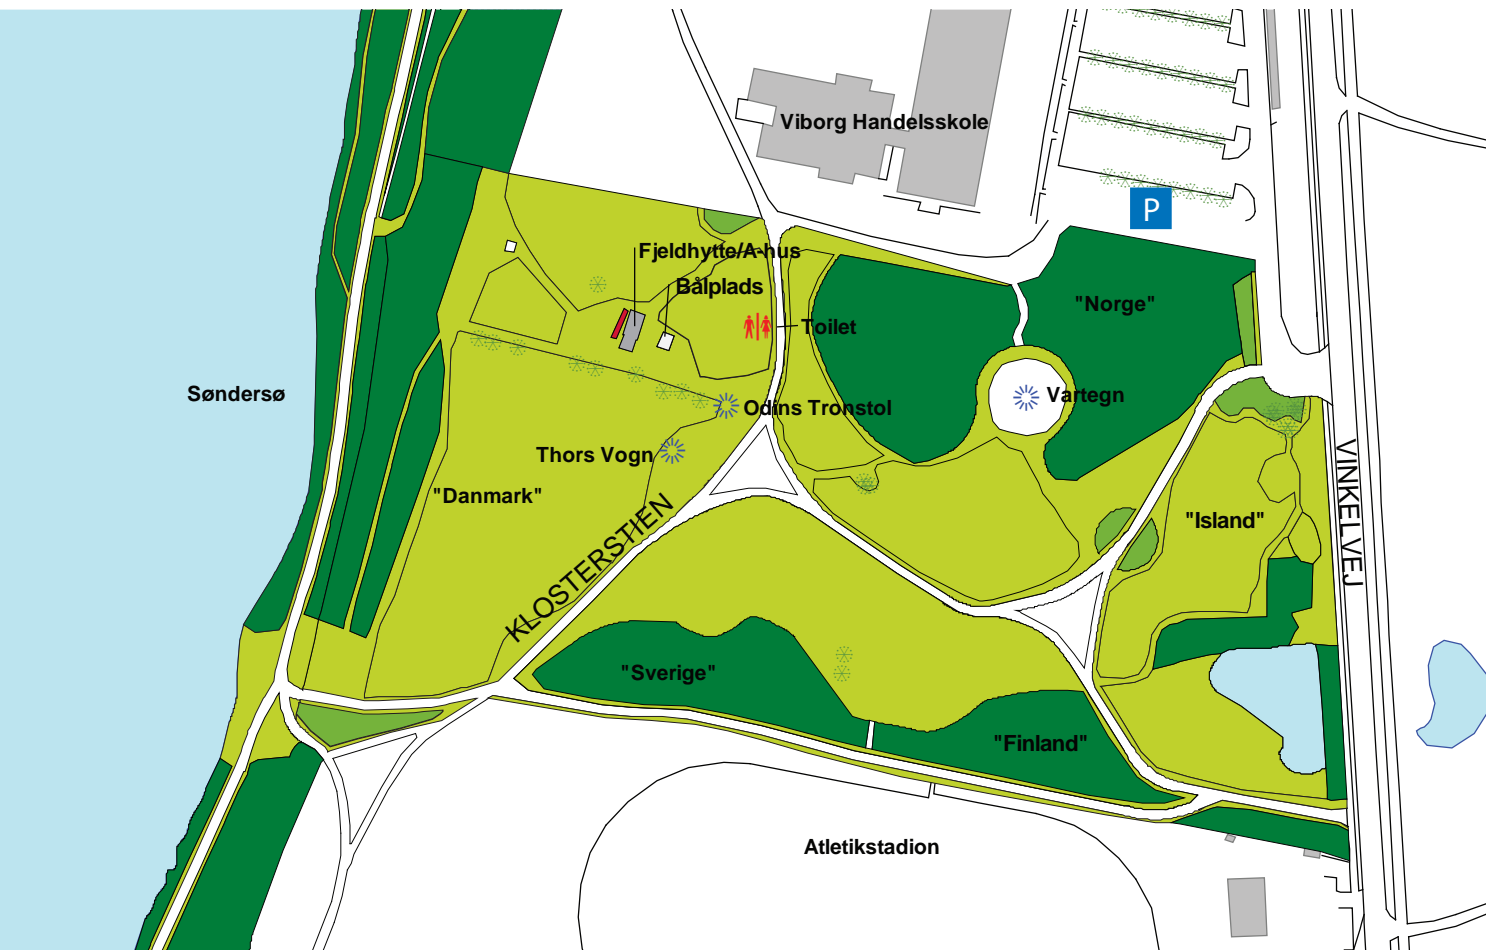 Viborg Handelsskole
P
Fjeldhytte/A-hus
Bålplads
"Norge"
Toilet
Søndersø
Vartegn
Odins Tronstol
Thors Vogn
"Danmark"
"Island"
VINKELVEJ
KLOSTERSTIEN
"Sverige"
"Finland"
Atletikstadion